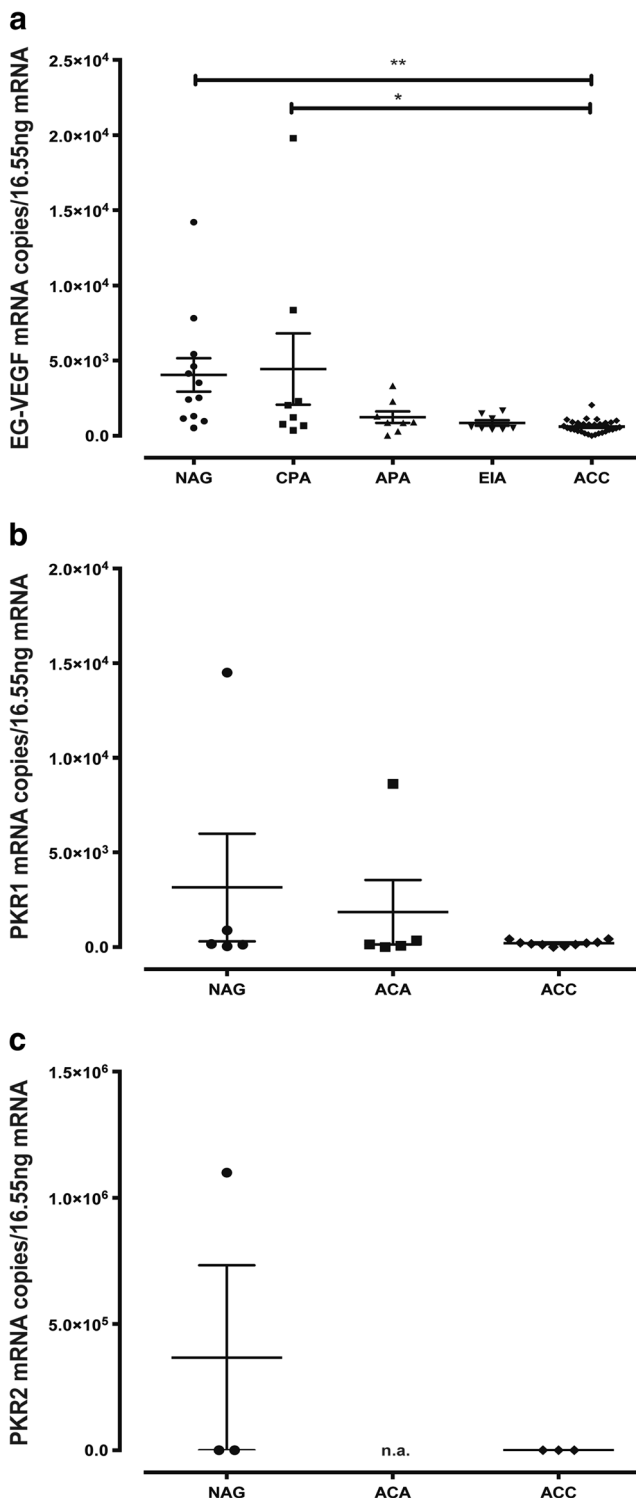 a
EG-VEGF mRNA copies/16.55ng mRNA
2.5×10⁴
2.0×10⁴
1.5×10⁴
1.0×10⁴
5.0×10³
0.0
**
*
NAG CPA APA EIA ACC
b
PKR1 mRNA copies/16.55ng mRNA
2.0×10⁴
1.5×10⁴
1.0×10⁴
5.0×10³
0.0
NAG ACA ACC
c
PKR2 mRNA copies/16.55ng mRNA
1.5×10⁶
1.0×10⁶
5.0×10⁵
0.0
n.a.
NAG ACA ACC